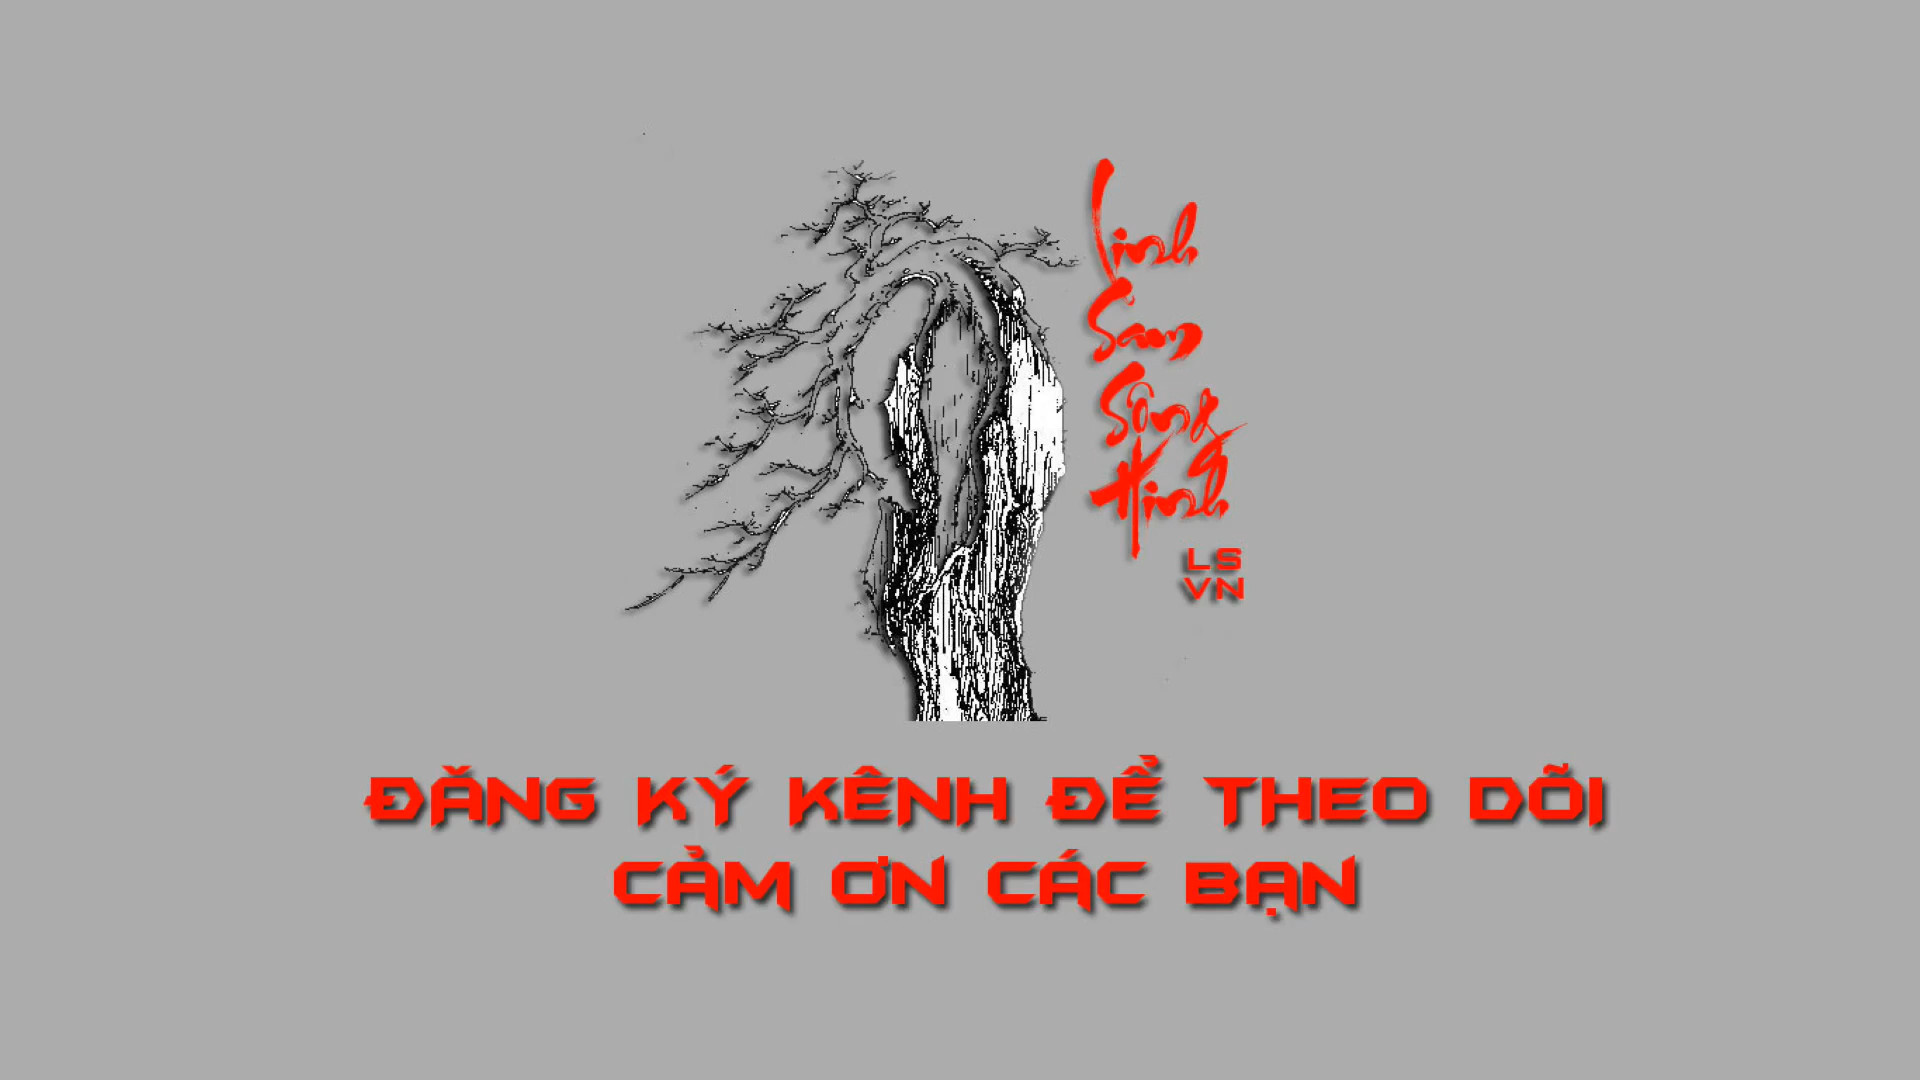 Linh
Sam
Sông
Hinh
LS
VN
ĐĂNG KÝ KÊNH ĐỂ THEO DÕI
CẢM ƠN CÁC BẠN